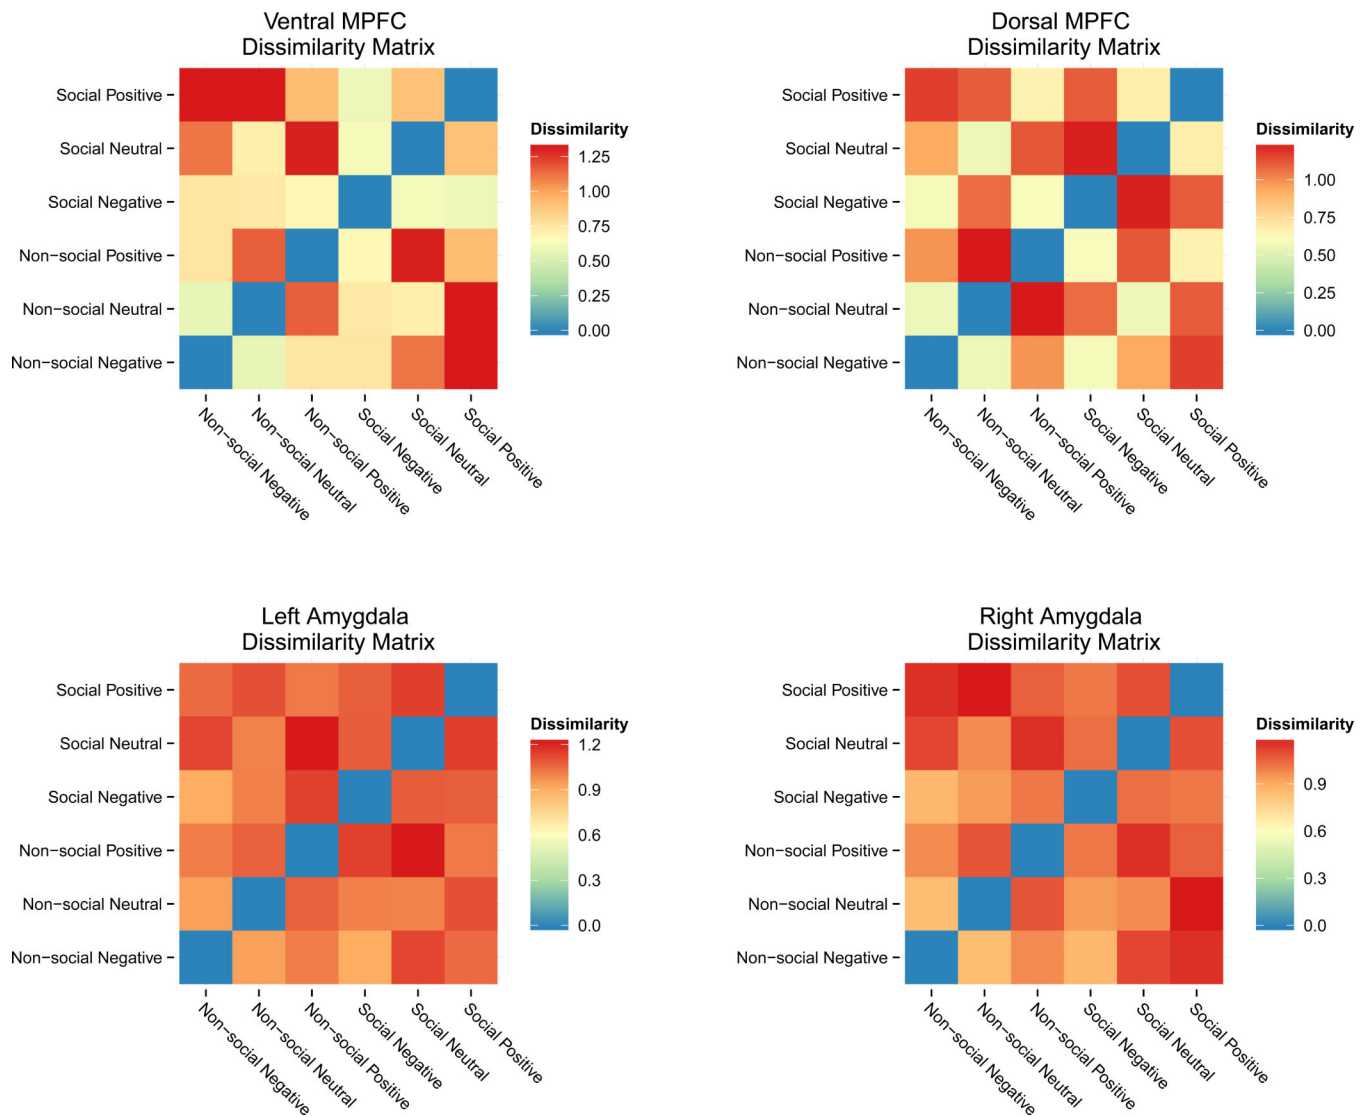 Ventral MPFC
Dissimilarity Matrix
Social Positive
Social Neutral
Social Negative
Non-social Positive
Non-social Neutral
Non-social Negative
Non-social Negative
Non-social Neutral
Non-social Positive
Social Negative
Social Neutral
Social Positive
Dissimilarity
1.25
1.00
0.75
0.50
0.25
0.00
Dorsal MPFC
Dissimilarity Matrix
Social Positive
Social Neutral
Social Negative
Non-social Positive
Non-social Neutral
Non-social Negative
Non-social Negative
Non-social Neutral
Non-social Positive
Social Negative
Social Neutral
Social Positive
Dissimilarity
1.00
0.75
0.50
0.25
0.00
Left Amygdala
Dissimilarity Matrix
Social Positive
Social Neutral
Social Negative
Non-social Positive
Non-social Neutral
Non-social Negative
Non-social Negative
Non-social Neutral
Non-social Positive
Social Negative
Social Neutral
Social Positive
Dissimilarity
1.2
0.9
0.6
0.3
0.0
Right Amygdala
Dissimilarity Matrix
Social Positive
Social Neutral
Social Negative
Non-social Positive
Non-social Neutral
Non-social Negative
Non-social Negative
Non-social Neutral
Non-social Positive
Social Negative
Social Neutral
Social Positive
Dissimilarity
0.9
0.6
0.3
0.0